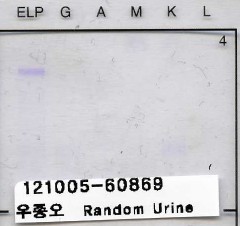 ELP G A M K L
4
121005-60869
우종오 Random Urine